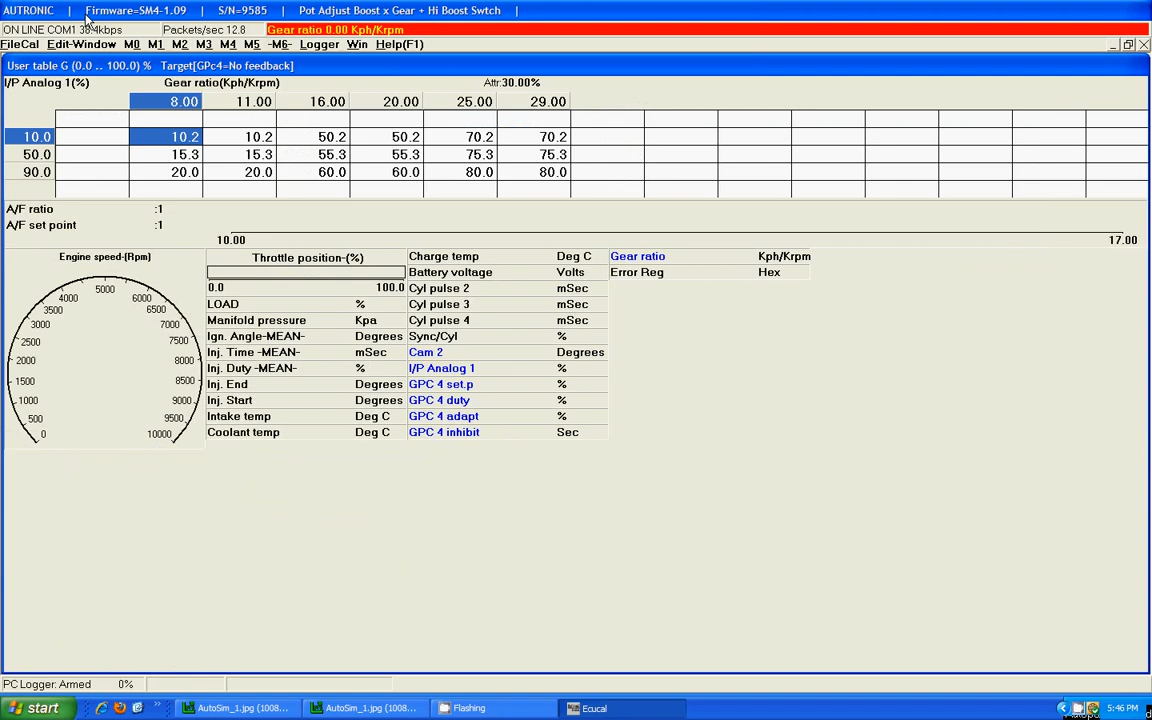 AUTRONIC | Firmware=SM4-1.09 | S/N=9585 | Pot Adjust Boost x Gear + Hi Boost Swtch |
ON LINE COM1 38.4kbps Packets/sec 12.8 Gear ratio 0.00 Kph/Krpm
FileCal Edit-Window M0 M1 M2 M3 M4 M5 -M6- Logger Win Help(F1)
User table G (0.0 .. 100.0) % Target[GPc4=No feedback]
I/P Analog 1(%) Gear ratio(Kph/Krpm) Attr:30.00%
8.00 11.00 16.00 20.00 25.00 29.00
10.0 10.2 10.2 50.2 50.2 70.2 70.2
50.0 15.3 15.3 55.3 55.3 75.3 75.3
90.0 20.0 20.0 60.0 60.0 80.0 80.0
A/F ratio :1
A/F set point :1
10.00 17.00
Engine speed-(Rpm) Throttle position-(%) Charge temp Deg C Gear ratio Kph/Krpm
Battery voltage Volts Error Reg Hex
0.0 100.0 Cyl pulse 2 mSec
LOAD % Cyl pulse 3 mSec
Manifold pressure Kpa Cyl pulse 4 mSec
Ign. Angle-MEAN- Degrees Sync/Cyl %
Inj. Time -MEAN- mSec Cam 2 Degrees
Inj. Duty -MEAN- % I/P Analog 1 %
Inj. End Degrees GPC 4 set.p %
Inj. Start Degrees GPC 4 duty %
Intake temp Deg C GPC 4 adapt %
Coolant temp Deg C GPC 4 inhibit Sec
0 500 1000 1500 2000 2500 3000 3500 4000 5000 6000 6500 7000 7500 8000 8500 9000 9500 10000
PC Logger: Armed 0%
start » AutoSim_1.jpg (1008... AutoSim_1.jpg (1008... Flashing Ecucal 5:46 PM